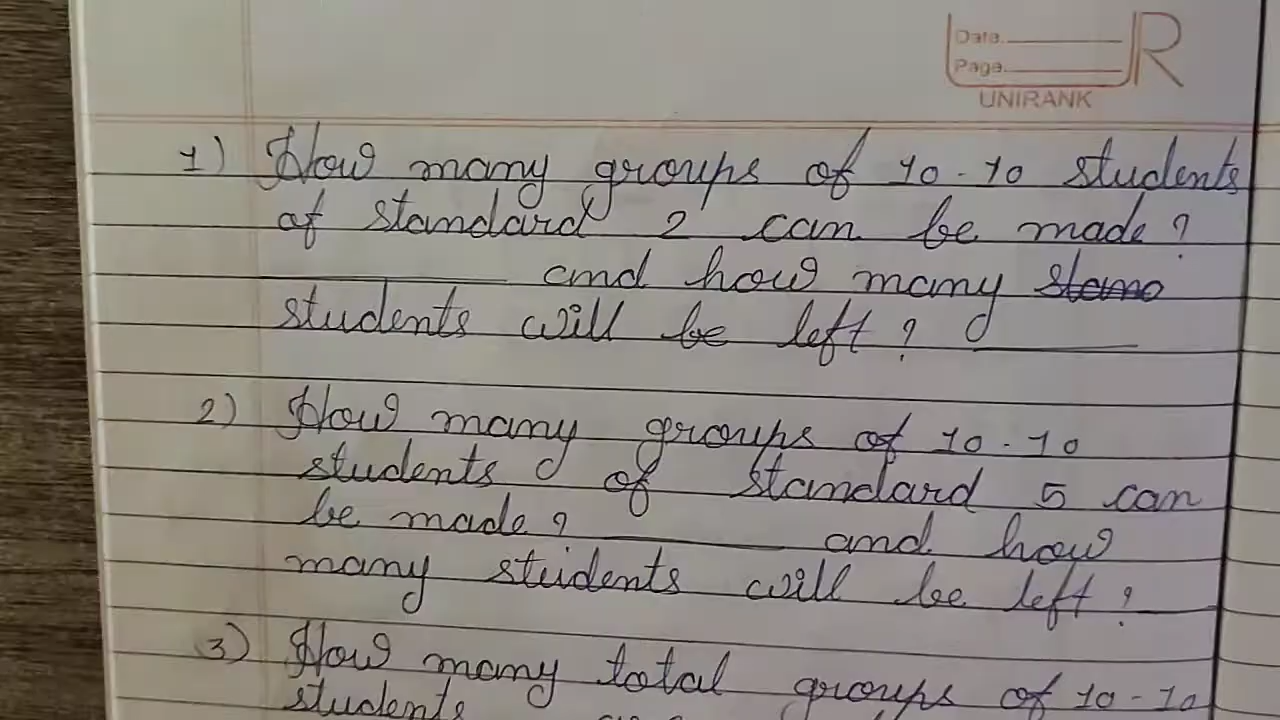 Date.
Page.
UNIRANK
1) How many groups of 10-10 students
of standard 2 can be made?
and how many
students will be left?
2) How many groups of 10-10
students of standard 5 can
be made? and how
many students will be left?
3) How many total groups of 10-10
students